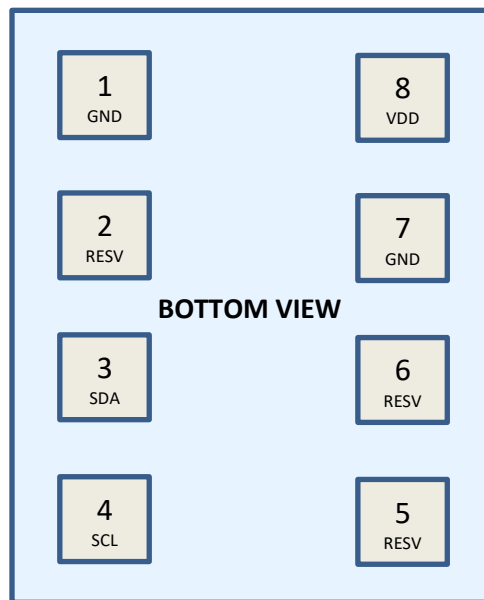 1
GND
8
VDD
2
RESV
7
GND
BOTTOM VIEW
3
SDA
6
RESV
4
SCL
5
RESV